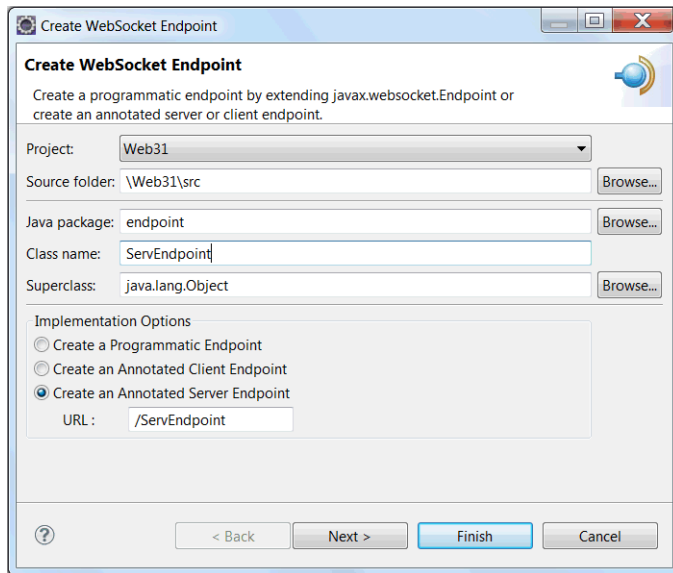 Create WebSocket Endpoint
Create WebSocket Endpoint
Create a programmatic endpoint by extending javax.websocket.Endpoint or
create an annotated server or client endpoint.
Project: Web31
Source folder: \Web31\src Browse...
Java package: endpoint Browse...
Class name: ServEndpoint
Superclass: java.lang.Object Browse...
Implementation Options
Create a Programmatic Endpoint
Create an Annotated Client Endpoint
Create an Annotated Server Endpoint
URL : /ServEndpoint
? < Back Next > Finish Cancel